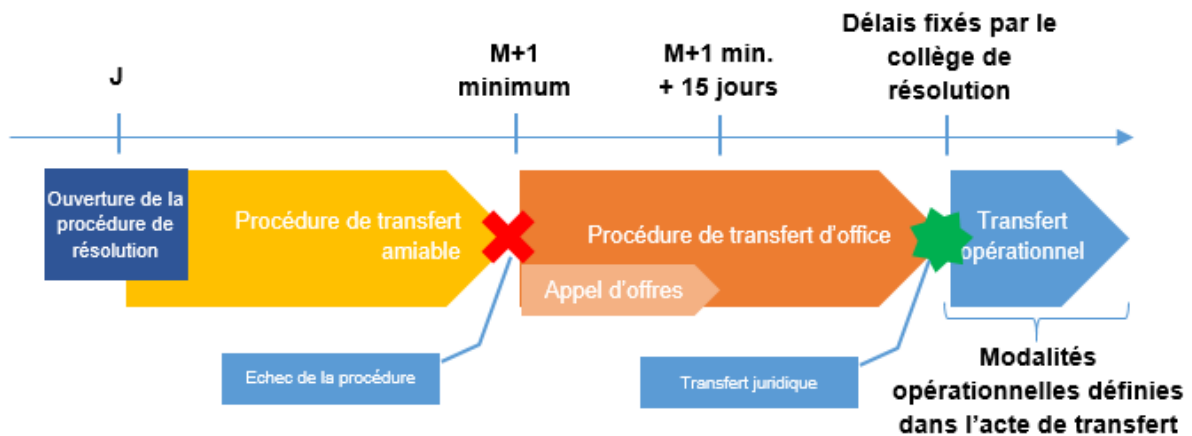 J
M+1
minimum
M+1 min.
+ 15 jours
Délais fixés par le
collège de
résolution
Ouverture de la
procédure de
résolution
Procédure de transfert
amiable
Procédure de transfert d'office
Appel d'offres
Transfert
opérationnel
Echec de la procédure
Transfert juridique
Modalités
opérationnelles définies
dans l'acte de transfert